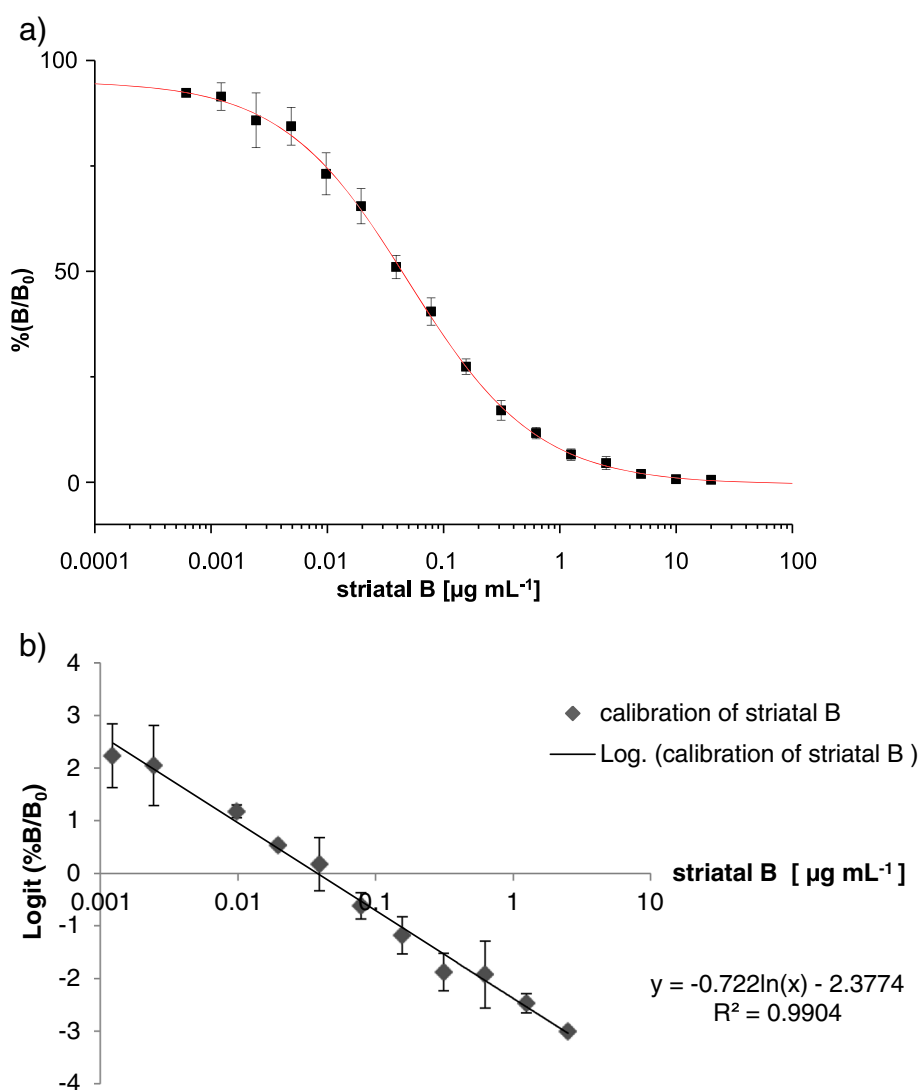 a)
100
50
0
%(B/B₀)
0.0001 0.001 0.01 0.1 1 10 100
striatal B [µg mL⁻¹]
b)
4
3
2
1
0
-1
-2
-3
-4
Logit (%B/B₀)
calibration of striatal B
Log. (calibration of striatal B )
0.001 0.01 0.1 1 10
striatal B [ µg mL⁻¹ ]
y = -0.722ln(x) - 2.3774
R² = 0.9904